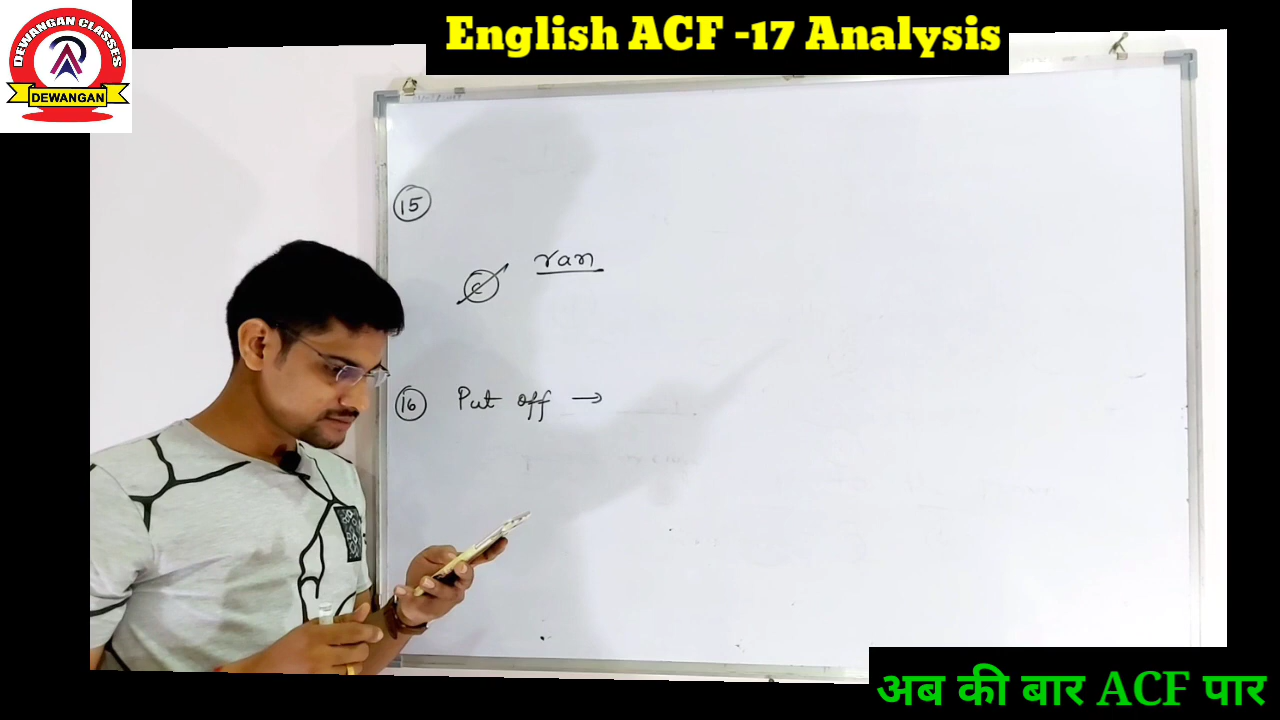 DEWANGAN CLASSES
DEWANGAN
English ACF -17 Analysis
15
ran
c
16 Put off →
अब की बार ACF पार